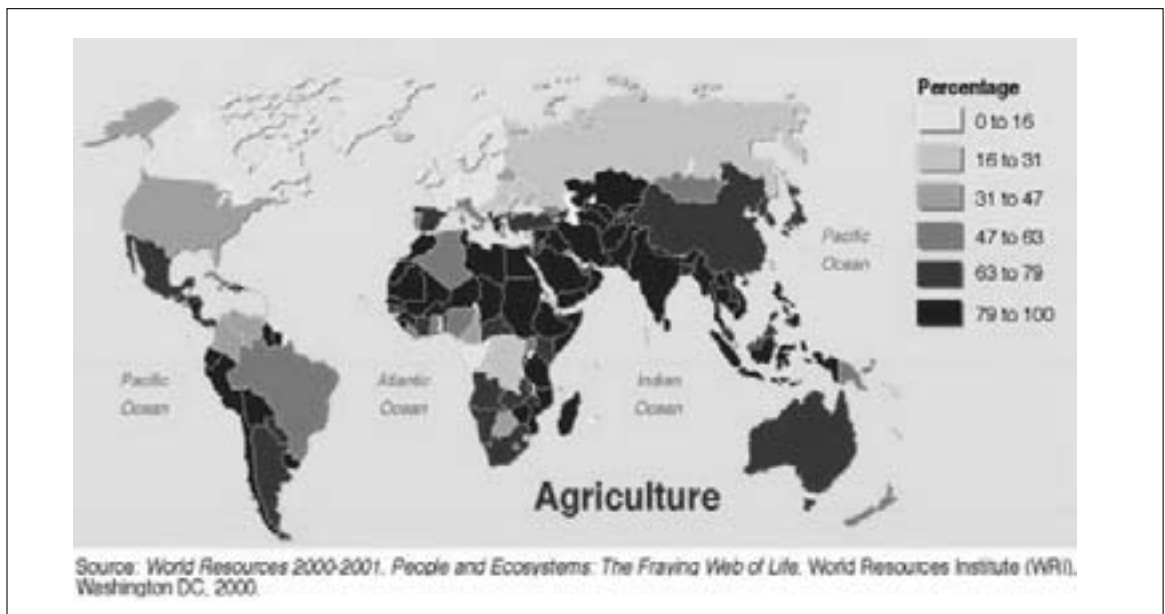 Percentage
0 to 16
16 to 31
31 to 47
47 to 63
63 to 79
79 to 100
Pacific
Ocean
Pacific
Ocean
Atlantic
Ocean
Indian
Ocean
Agriculture
Source: World Resources 2000-2001, People and Ecosystems: The Fraying Web of Life, World Resources Institute (WRI),
Washington DC, 2000.